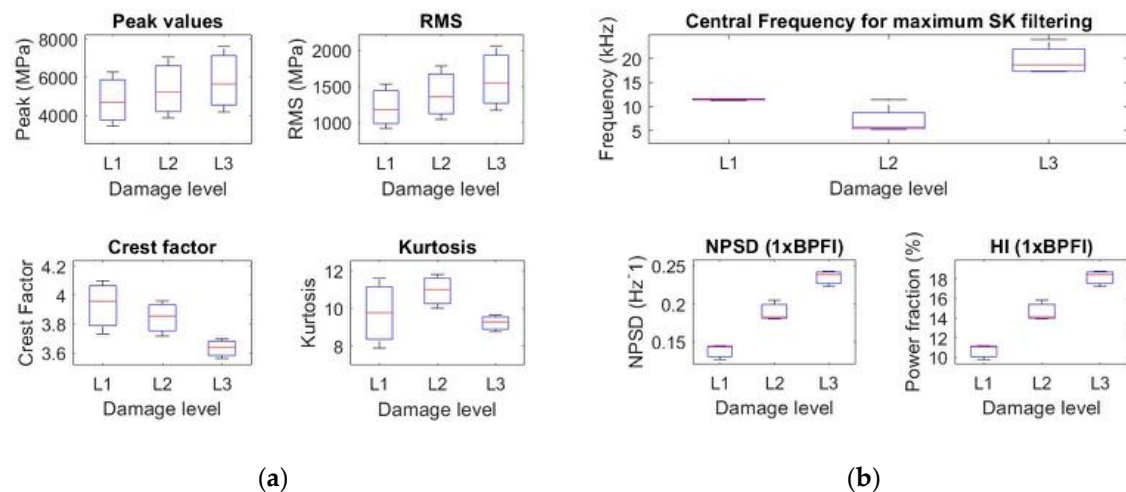 Peak values
Peak (MPa)
8000
6000
4000
L1 L2 L3
Damage level
RMS
RMS (MPa)
2000
1500
1000
L1 L2 L3
Damage level
Crest factor
Crest Factor
4.2
4
3.8
3.6
L1 L2 L3
Damage level
Kurtosis
Kurtosis
12
10
8
L1 L2 L3
Damage level
(a)
Central Frequency for maximum SK filtering
Frequency (kHz)
20
15
10
5
L1 L2 L3
Damage level
NPSD (1xBPFI)
NPSD (Hz-1)
0.25
0.2
0.15
L1 L2 L3
Damage level
HI (1xBPFI)
Power fraction (%)
18
16
14
12
10
L1 L2 L3
Damage level
(b)